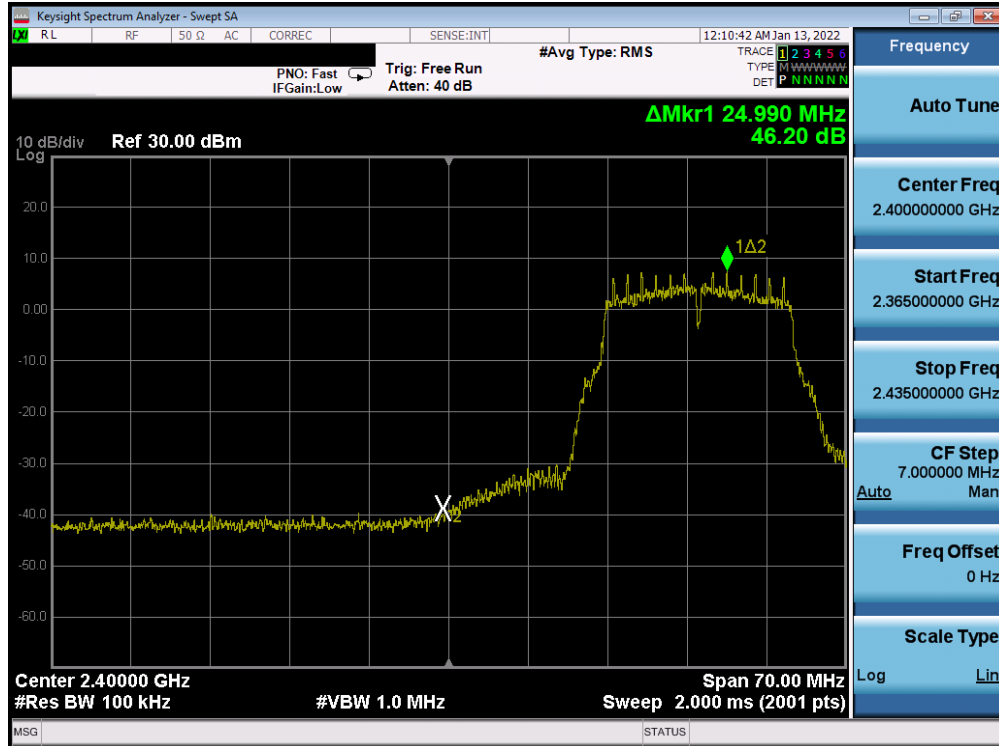 Keysight Spectrum Analyzer - Swept SA
LXI RL RF 50 Ω AC CORREC SENSE:INT 12:10:42 AM Jan 13, 2022
#Avg Type: RMS TRACE 1 2 3 4 5 6
PNO: Fast Trig: Free Run TYPE M WWWWW
IFGain:Low Atten: 40 dB DET P N N N N N
ΔMkr1 24.990 MHz
46.20 dB
10 dB/div Ref 30.00 dBm
Log
20.0
1Δ2
10.0
0.00
-10.0
-20.0
-30.0
X2
-40.0
-50.0
-60.0
Center 2.40000 GHz Span 70.00 MHz
#Res BW 100 kHz #VBW 1.0 MHz Sweep 2.000 ms (2001 pts)
MSG STATUS
Frequency
Auto Tune
Center Freq
2.400000000 GHz
Start Freq
2.365000000 GHz
Stop Freq
2.435000000 GHz
CF Step
7.000000 MHz
Auto Man
Freq Offset
0 Hz
Scale Type
Log Lin